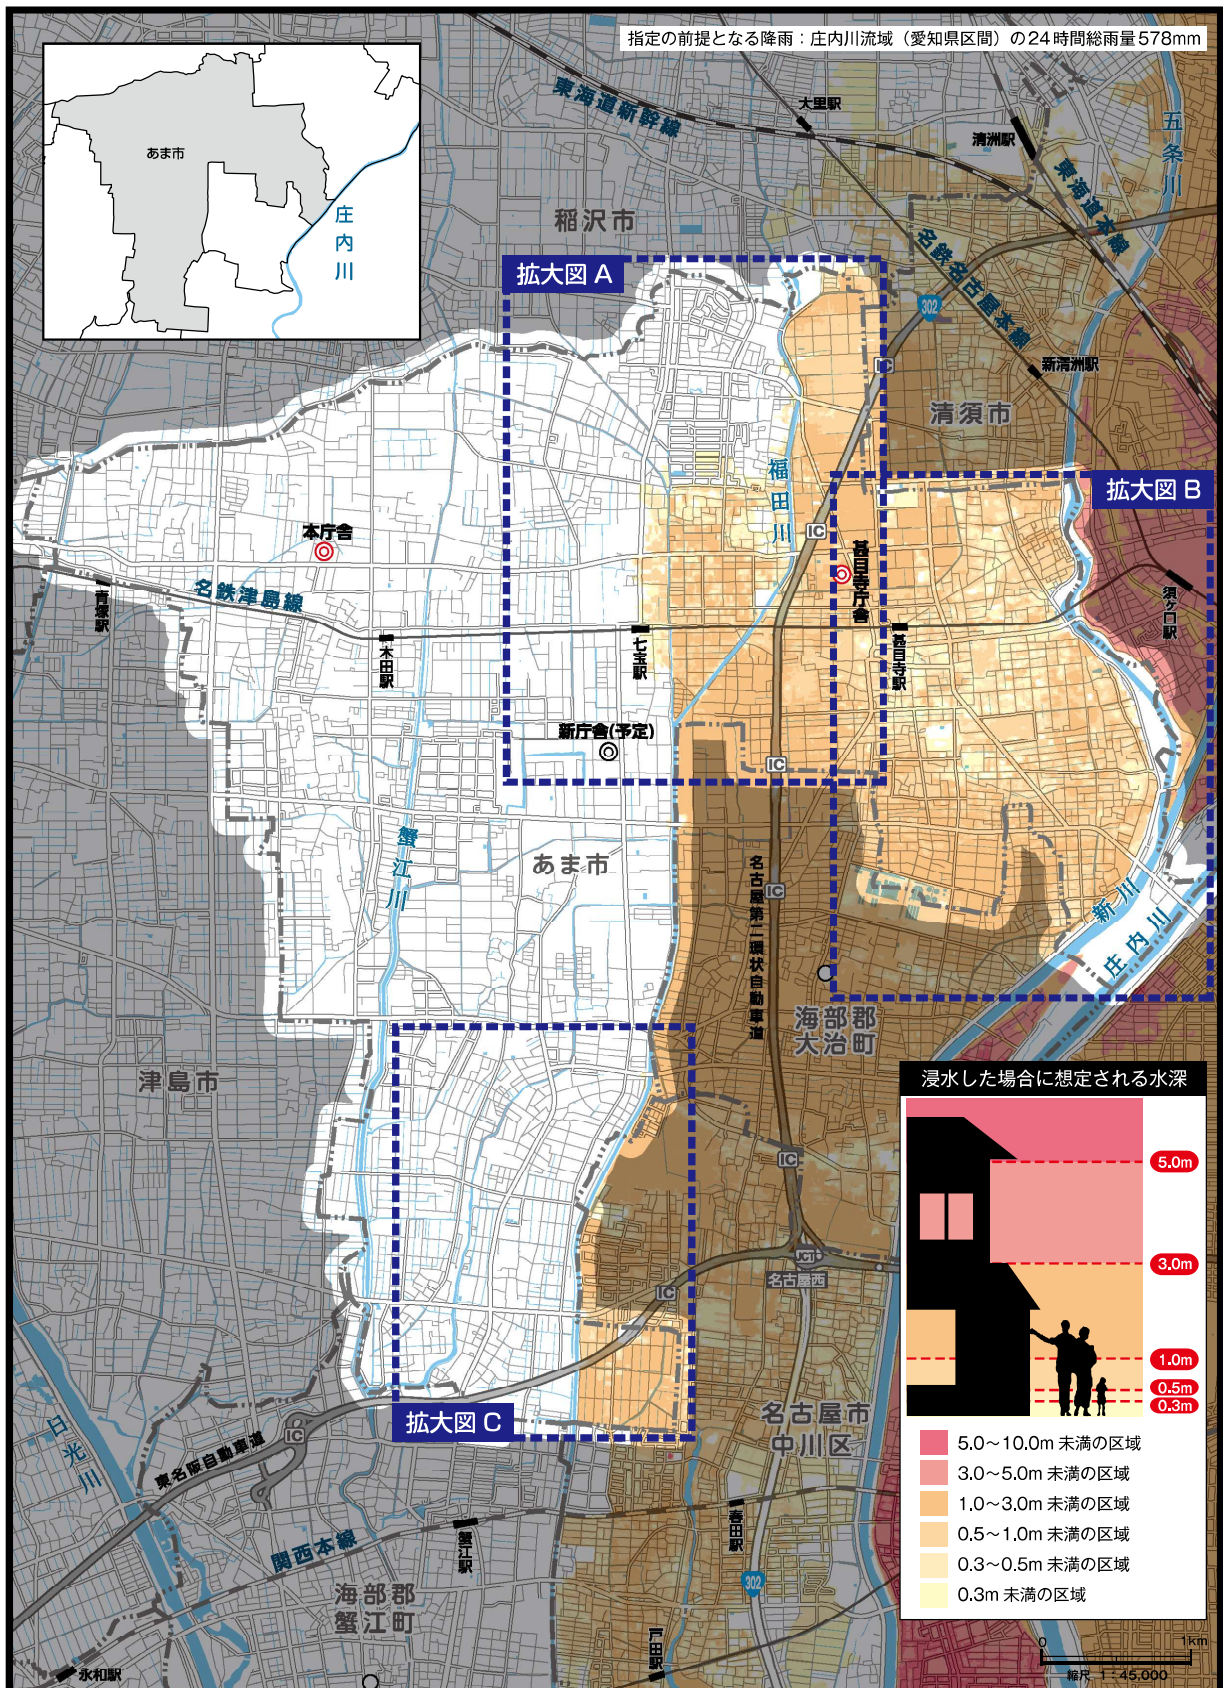 指定の前提となる降雨：庄内川流域（愛知県区間）の24時間総雨量578mm
あま市
庄内川
東海道新幹線
大里駅
清洲駅
五条川
東海道本線
稲沢市
名鉄名古屋本線
拡大図 A
302
新清洲駅
IC
清須市
福田川
拡大図 B
本庁舎
IC
甚目寺庁舎
名鉄津島線
青塚駅
須ケ口駅
木田駅
七宝駅
甚目寺駅
新庁舎(予定)
IC
蟹江川
あま市
名古屋第二環状自動車道
IC
新川
庄内川
海部郡
大治町
津島市
浸水した場合に想定される水深
5.0m
3.0m
1.0m
0.5m
0.3m
5.0～10.0m 未満の区域
3.0～5.0m 未満の区域
1.0～3.0m 未満の区域
0.5～1.0m 未満の区域
0.3～0.5m 未満の区域
0.3m 未満の区域
IC
JCT
名古屋西
IC
拡大図 C
名古屋市
中川区
日光川
IC
東名阪自動車道
関西本線
蟹江駅
春田駅
302
海部郡
蟹江町
戸田駅
永和駅
0 1km
縮尺 1：45,000